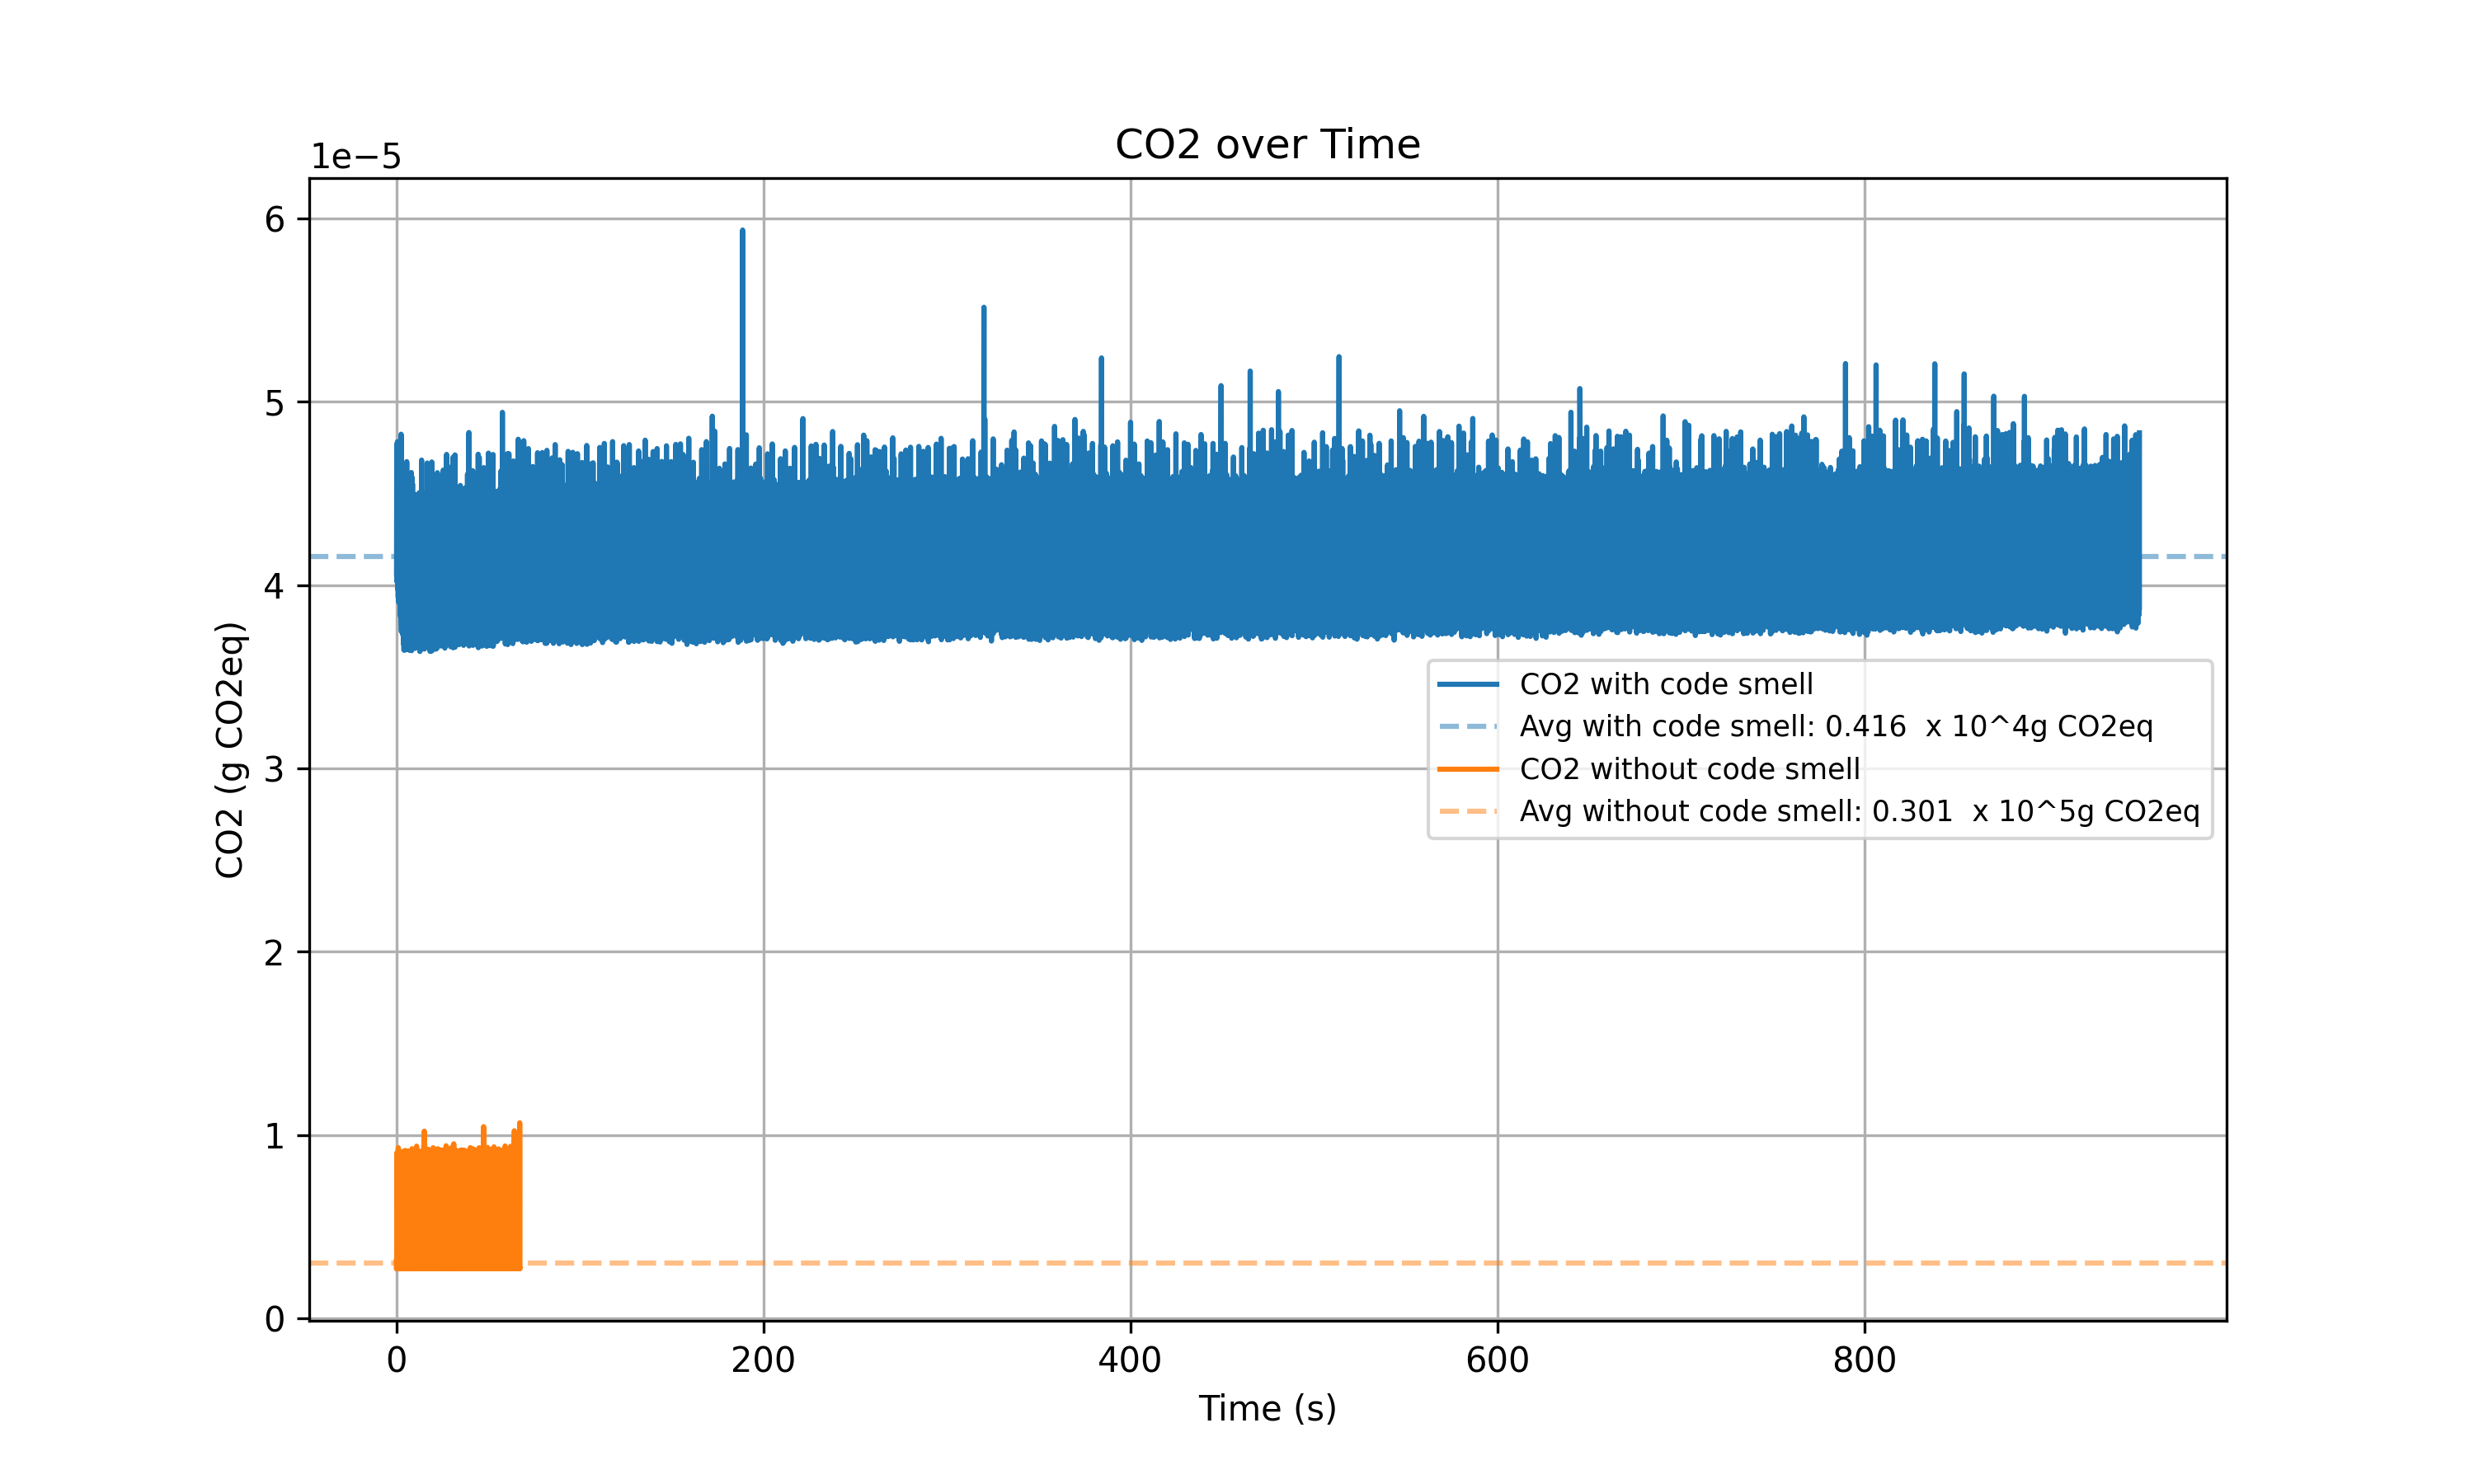 CO2 over Time
1e−5
6
5
4
3
2
1
0
CO2 (g CO2eq)
CO2 with code smell
Avg with code smell: 0.416  x 10^4g CO2eq
CO2 without code smell
Avg without code smell: 0.301  x 10^5g CO2eq
0 200 400 600 800
Time (s)